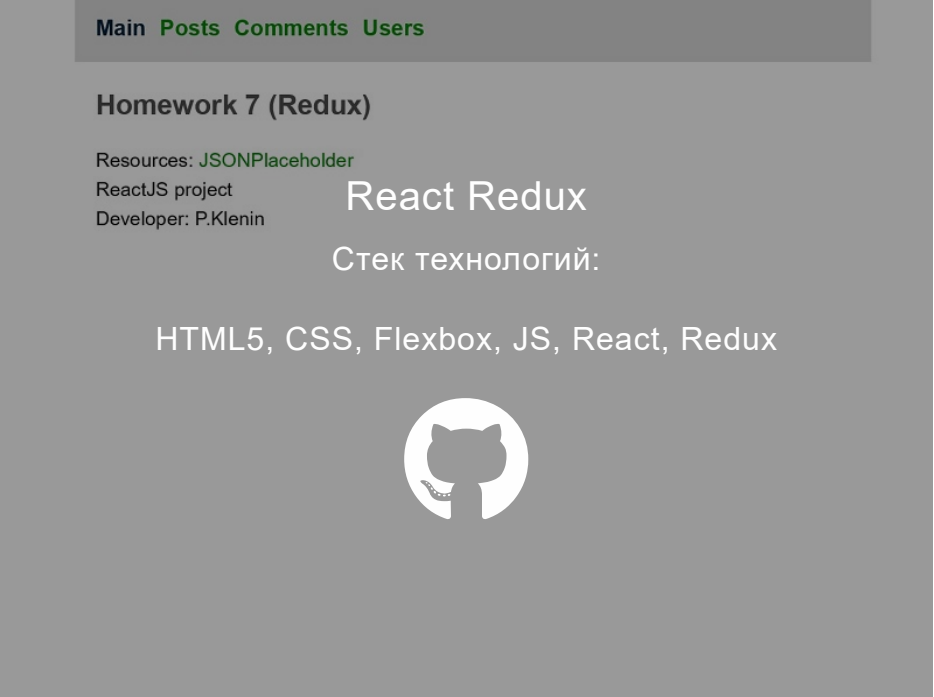 Main Posts Comments Users
Homework 7 (Redux)
Resources: JSONPlaceholder
ReactJS project
Developer: P.Klenin
React Redux
Стек технологий:
HTML5, CSS, Flexbox, JS, React, Redux